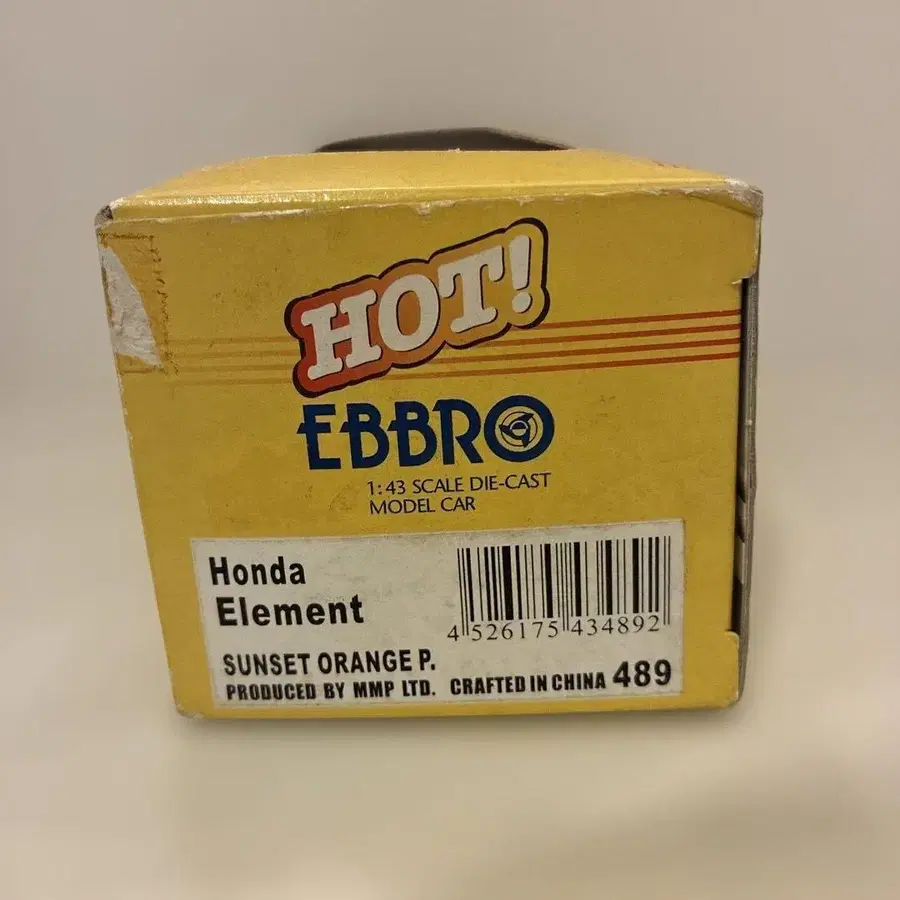 HOT!
EBBRO
1:43 SCALE DIE-CAST
MODEL CAR
Honda
Element
4 526175 434892
SUNSET ORANGE P.
PRODUCED BY MMP LTD. CRAFTED IN CHINA 489